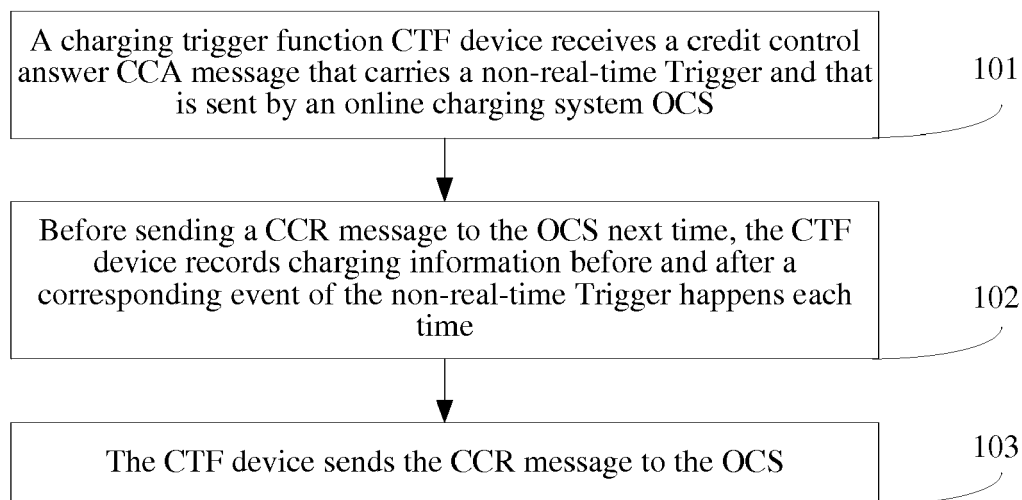 A charging trigger function CTF device receives a credit control
answer CCA message that carries a non-real-time Trigger and that
is sent by an online charging system OCS
101
Before sending a CCR message to the OCS next time, the CTF
device records charging information before and after a
corresponding event of the non-real-time Trigger happens each
time
102
The CTF device sends the CCR message to the OCS
103